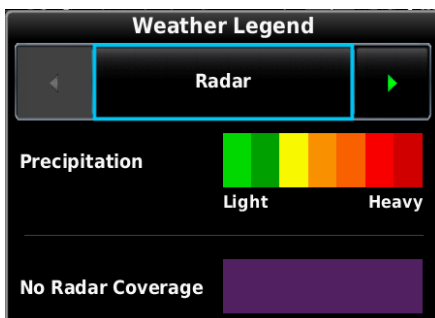 Weather Legend
Radar
Precipitation
Light Heavy
No Radar Coverage